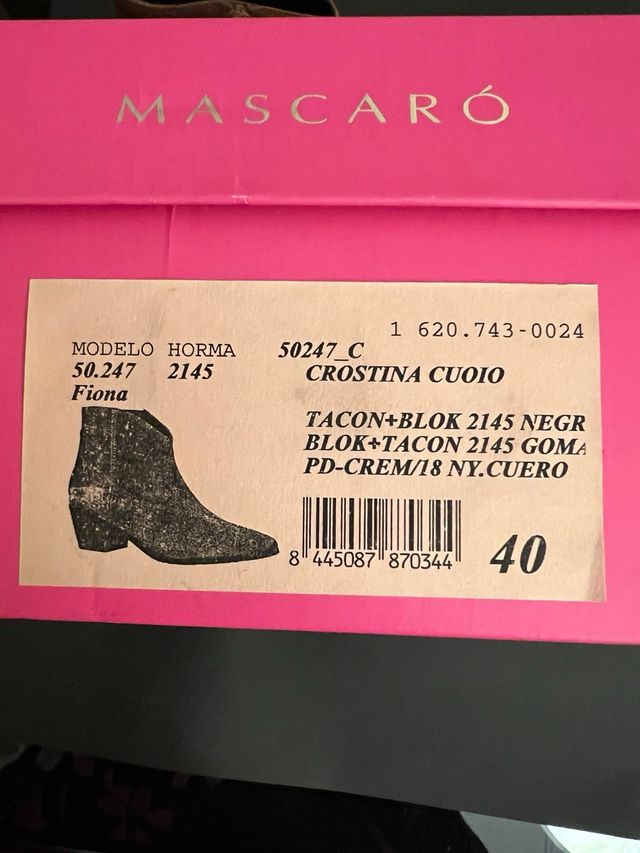 MASCARÓ
1 620.743-0024
MODELO HORMA 50247_C
50.247 2145 CROSTINA CUOIO
Fiona
TACON+BLOK 2145 NEGR
BLOK+TACON 2145 GOMA
PD-CREM/18 NY.CUERO
8 445087 870344
40